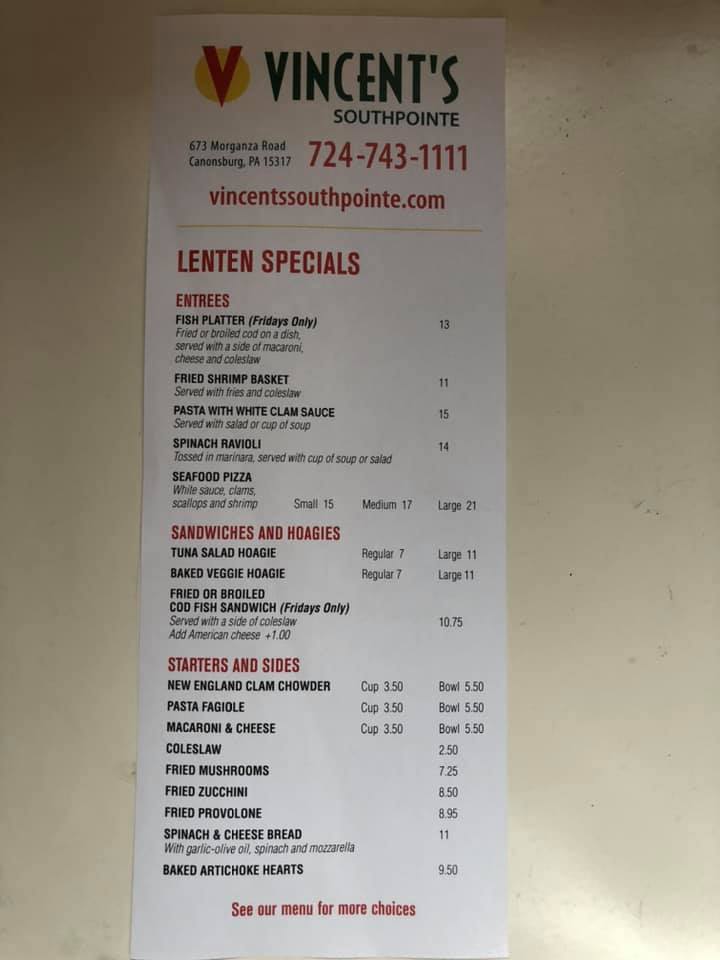 V VINCENT'S
SOUTHPOINTE
673 Morganza Road
Canonsburg, PA 15317
724-743-1111
vincentssouthpointe.com
LENTEN SPECIALS
ENTREES
FISH PLATTER (Fridays Only) 13
Fried or broiled cod on a dish,
served with a side of macaroni,
cheese and coleslaw
FRIED SHRIMP BASKET 11
Served with fries and coleslaw
PASTA WITH WHITE CLAM SAUCE 15
Served with salad or cup of soup
SPINACH RAVIOLI 14
Tossed in marinara, served with cup of soup or salad
SEAFOOD PIZZA
White sauce, clams,
scallops and shrimp Small 15 Medium 17 Large 21
SANDWICHES AND HOAGIES
TUNA SALAD HOAGIE Regular 7 Large 11
BAKED VEGGIE HOAGIE Regular 7 Large 11
FRIED OR BROILED
COD FISH SANDWICH (Fridays Only)
Served with a side of coleslaw 10.75
Add American cheese +1.00
STARTERS AND SIDES
NEW ENGLAND CLAM CHOWDER Cup 3.50 Bowl 5.50
PASTA FAGIOLE Cup 3.50 Bowl 5.50
MACARONI & CHEESE Cup 3.50 Bowl 5.50
COLESLAW 2.50
FRIED MUSHROOMS 7.25
FRIED ZUCCHINI 8.50
FRIED PROVOLONE 8.95
SPINACH & CHEESE BREAD 11
With garlic-olive oil, spinach and mozzarella
BAKED ARTICHOKE HEARTS 9.50
See our menu for more choices